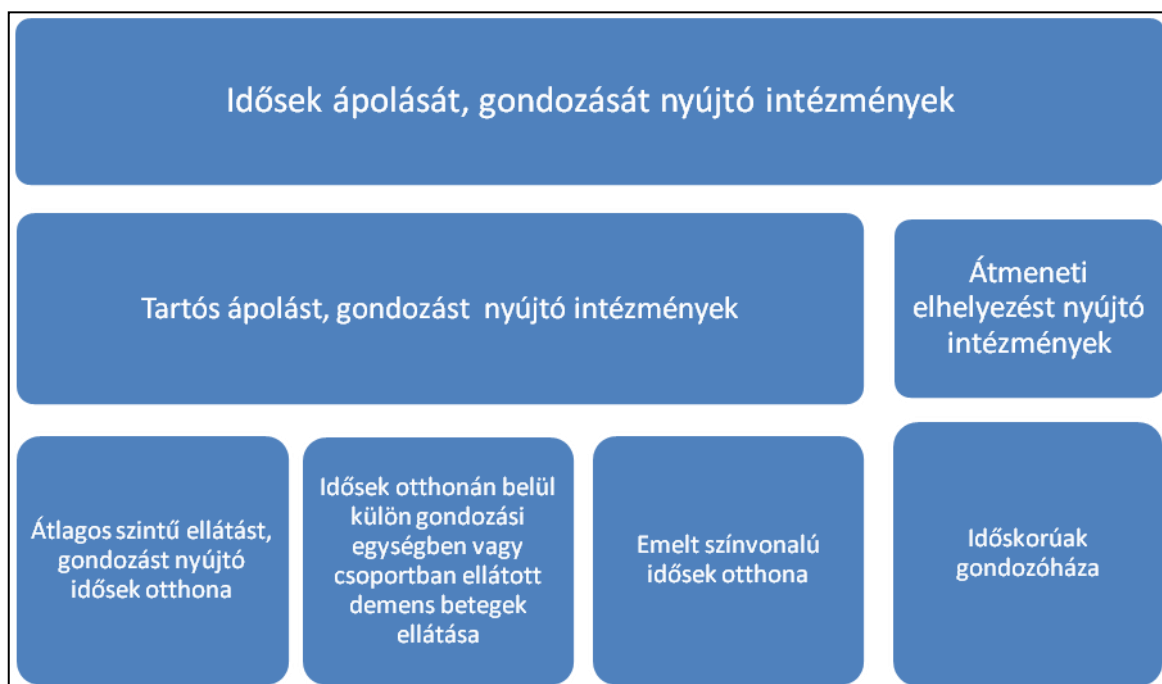 Idősek ápolását, gondozását nyújtó intézmények
Tartós ápolást, gondozást nyújtó intézmények
Átmeneti
elhelyezést nyújtó
intézmények
Átlagos szintű ellátást,
gondozást nyújtó
idősek otthona
Idősek otthonán belül
külön gondozási
egységben vagy
csoportban ellátott
demens betegek
ellátása
Emelt színvonalú
idősek otthona
Időskorúak
gondozóháza